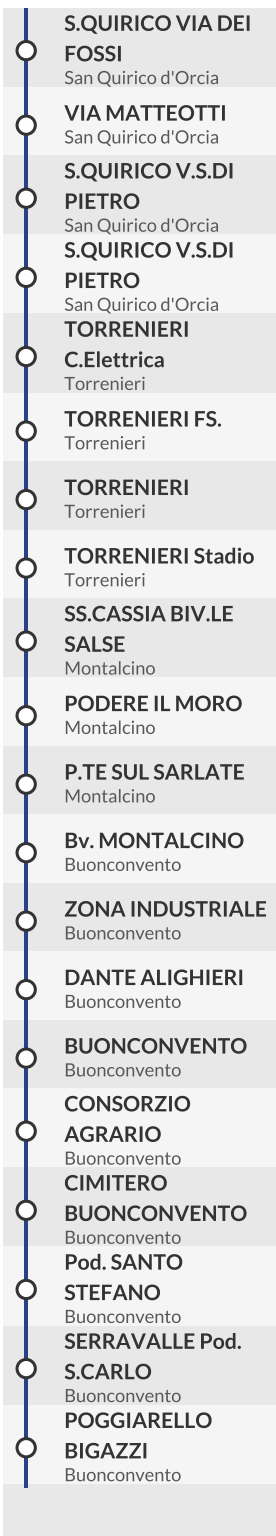 S.QUIRICO VIA DEI
FOSSI
San Quirico d'Orcia
VIA MATTEOTTI
San Quirico d'Orcia
S.QUIRICO V.S.DI
PIETRO
San Quirico d'Orcia
S.QUIRICO V.S.DI
PIETRO
San Quirico d'Orcia
TORRENIERI
C.Elettrica
Torrenieri
TORRENIERI FS.
Torrenieri
TORRENIERI
Torrenieri
TORRENIERI Stadio
Torrenieri
SS.CASSIA BIV.LE
SALSE
Montalcino
PODERE IL MORO
Montalcino
P.TE SUL SARLATE
Montalcino
Bv. MONTALCINO
Buonconvento
ZONA INDUSTRIALE
Buonconvento
DANTE ALIGHIERI
Buonconvento
BUONCONVENTO
Buonconvento
CONSORZIO
AGRARIO
Buonconvento
CIMITERO
BUONCONVENTO
Buonconvento
Pod. SANTO
STEFANO
Buonconvento
SERRAVALLE Pod.
S.CARLO
Buonconvento
POGGIARELLO
BIGAZZI
Buonconvento